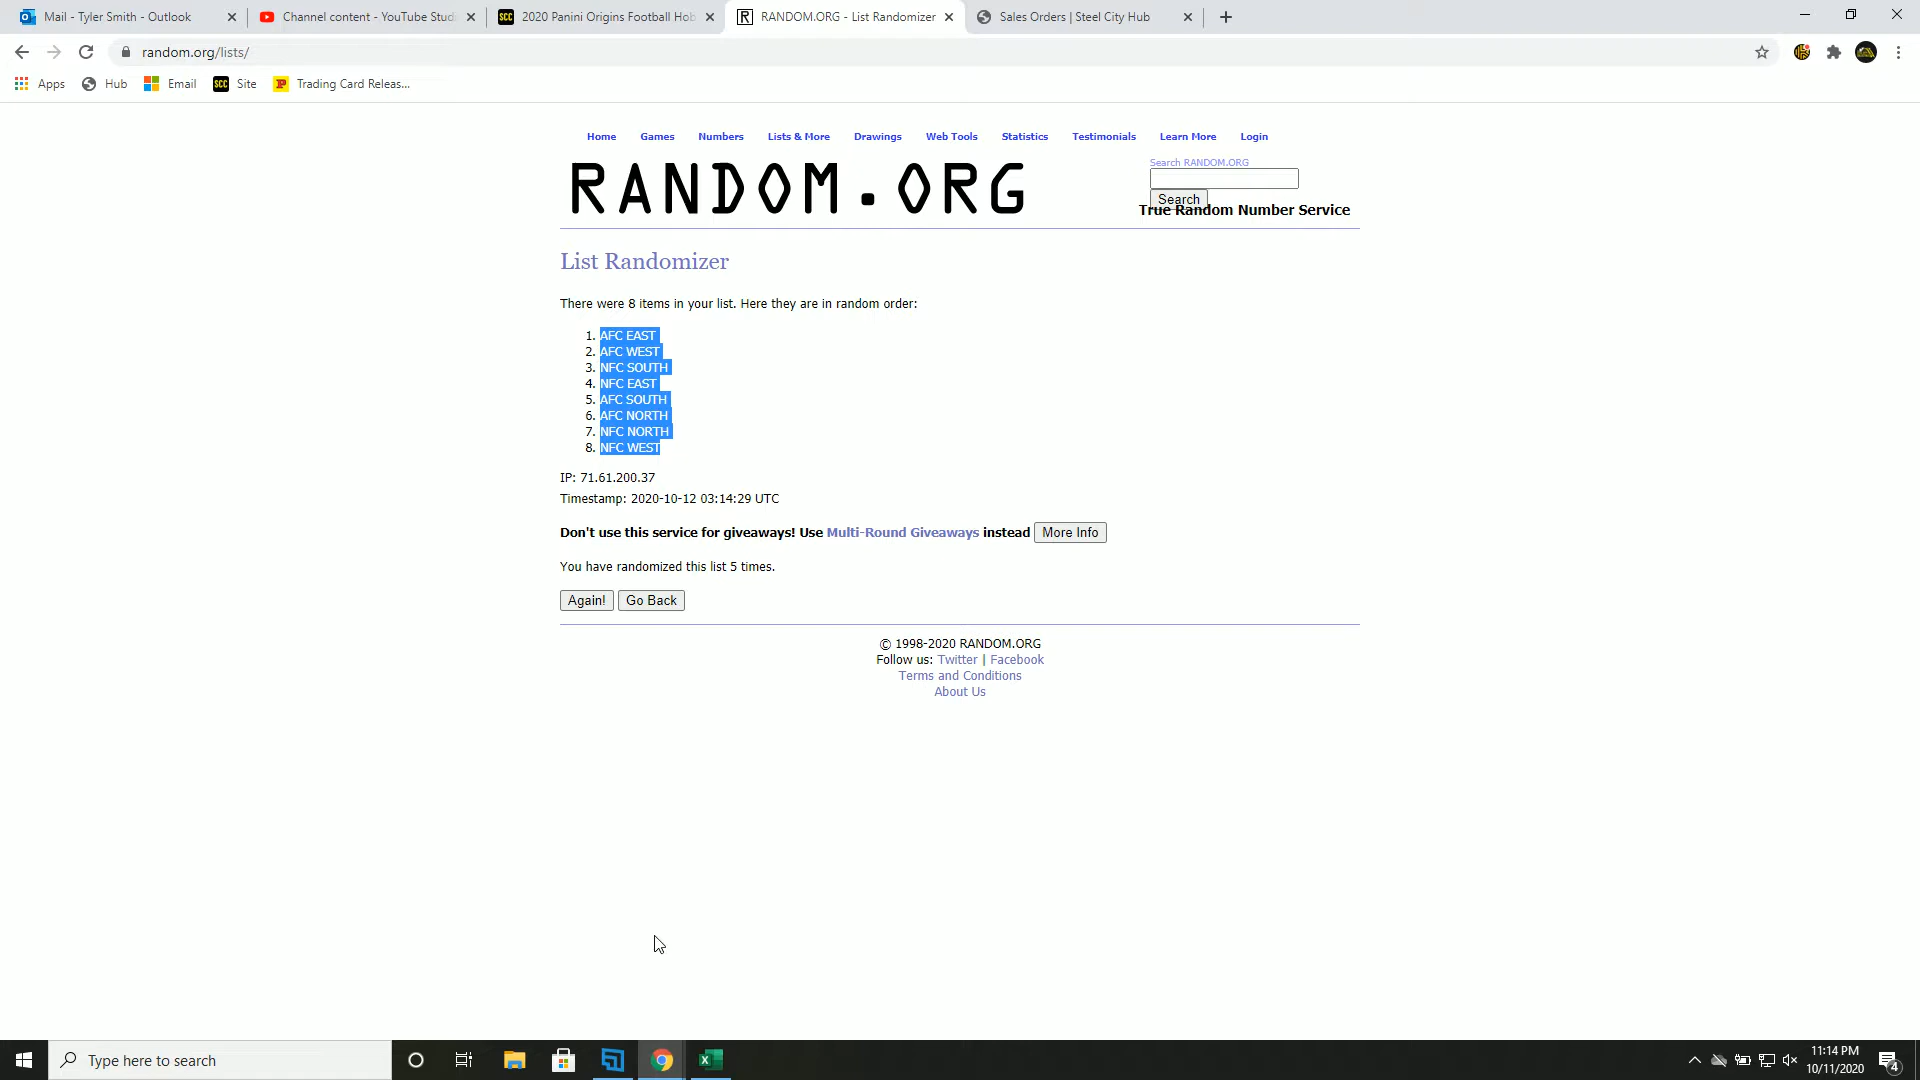 Mail - Tyler Smith - Outlook
Channel content - YouTube Studi
2020 Panini Origins Football Hob
RANDOM.ORG - List Randomizer
Sales Orders | Steel City Hub
random.org/lists/
Apps Hub Email SCC Site Trading Card Releas...
Home Games Numbers Lists & More Drawings Web Tools Statistics Testimonials Learn More Login
RANDOM.ORG
Search RANDOM.ORG
Search
True Random Number Service
List Randomizer
There were 8 items in your list. Here they are in random order:
1. AFC EAST
2. AFC WEST
3. NFC SOUTH
4. NFC EAST
5. AFC SOUTH
6. AFC NORTH
7. NFC NORTH
8. NFC WEST
IP: 71.61.200.37
Timestamp: 2020-10-12 03:14:29 UTC
Don't use this service for giveaways! Use Multi-Round Giveaways instead More Info
You have randomized this list 5 times.
Again! Go Back
© 1998-2020 RANDOM.ORG
Follow us: Twitter | Facebook
Terms and Conditions
About Us
Type here to search
11:14 PM
10/11/2020
4